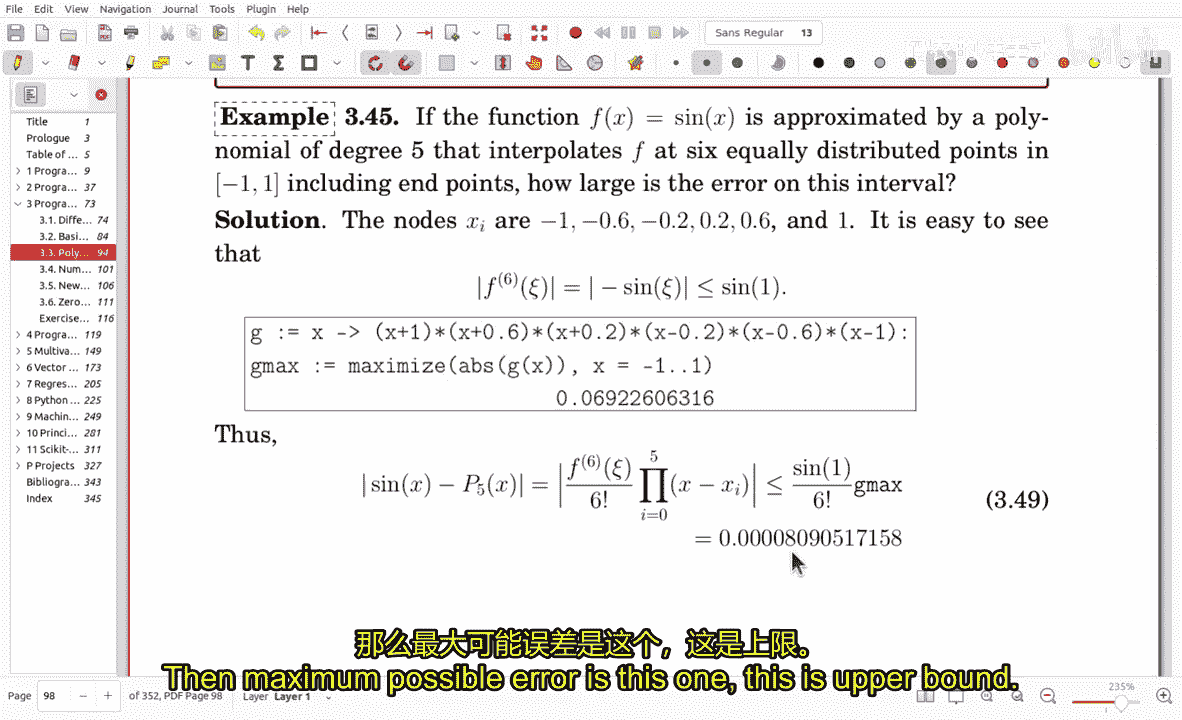 File Edit View Navigation Journal Tools Plugin Help
Sans Regular 13
Title 1
Prologue 3
Table of ... 5
1 Progra... 9
2 Progra... 37
3 Progra... 73
3.1. Diffe... 74
3.2. Basi... 84
3.3. Poly... 94
3.4. Num... 101
3.5. New... 106
3.6. Zero... 111
Exercise... 116
4 Progra... 119
5 Multiva... 149
6 Vector ... 173
7 Regres... 205
8 Python ... 225
9 Machin... 249
10 Princi... 281
11 Scikit-... 311
P Projects 327
Bibliogra... 343
Index 345
Example 3.45. If the function f(x) = sin(x) is approximated by a poly-
nomial of degree 5 that interpolates f at six equally distributed points in
[−1, 1] including end points, how large is the error on this interval?
Solution. The nodes x_i are −1, −0.6, −0.2, 0.2, 0.6, and 1. It is easy to see
that
|f^{(6)}(ξ)| = | − sin(ξ)| ≤ sin(1).
g := x -> (x+1)*(x+0.6)*(x+0.2)*(x-0.2)*(x-0.6)*(x-1):
gmax := maximize(abs(g(x)), x = -1..1)
0.06922606316
Thus,
| sin(x) − P_5(x)| = |f^{(6)}(ξ)/6! ∏_{i=0}^{5}(x − x_i)| ≤ sin(1)/6! gmax (3.49)
= 0.00008090517158
那么最大可能误差是这个，这是上限。
Then maximum possible error is this one, this is upper bound.
Page 98 − + of 352, PDF Page 98 Layer Layer 1 235%